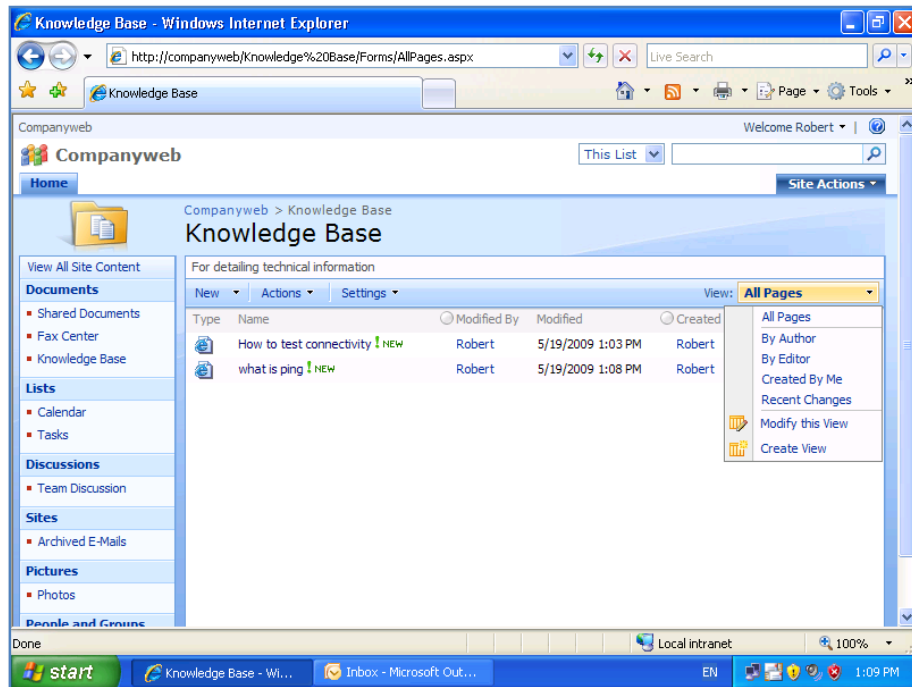 Knowledge Base - Windows Internet Explorer
http://companyweb/Knowledge%20Base/Forms/AllPages.aspx
Live Search
Knowledge Base
Page
Tools
»
Companyweb
Welcome Robert
Companyweb
This List
Home
Site Actions
Companyweb > Knowledge Base
Knowledge Base
View All Site Content
Documents
Shared Documents
Fax Center
Knowledge Base
Lists
Calendar
Tasks
Discussions
Team Discussion
Sites
Archived E-Mails
Pictures
Photos
People and Groups
For detailing technical information
New Actions Settings View: All Pages
Type Name Modified By Modified Created
How to test connectivity ! NEW Robert 5/19/2009 1:03 PM Robert
what is ping ! NEW Robert 5/19/2009 1:08 PM Robert
All Pages
By Author
By Editor
Created By Me
Recent Changes
Modify this View
Create View
Done Local intranet 100%
start Knowledge Base - Wi... Inbox - Microsoft Out... EN 1:09 PM